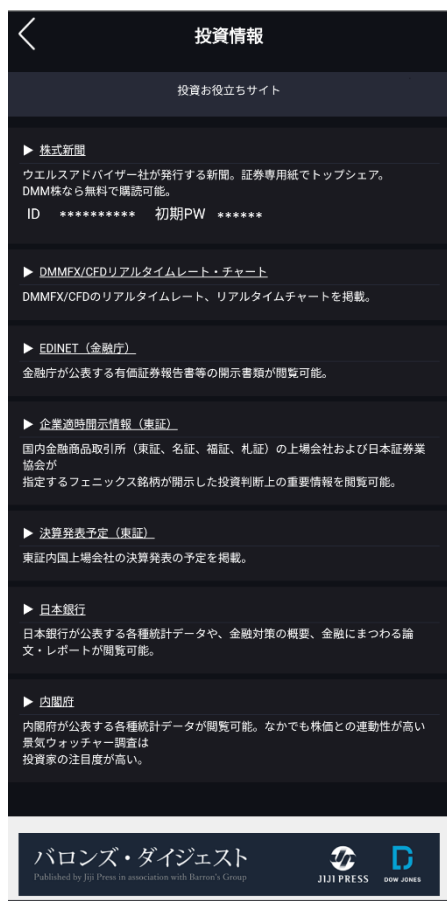 投資情報
投資お役立ちサイト
▶ 株式新聞
ウエルスアドバイザー社が発行する新聞。証券専用紙でトップシェア。
DMM株なら無料で購読可能。
ID ********** 初期PW ******
▶ DMMFX/CFDリアルタイムレート・チャート
DMMFX/CFDのリアルタイムレート、リアルタイムチャートを掲載。
▶ EDINET（金融庁）
金融庁が公表する有価証券報告書等の開示書類が閲覧可能。
▶ 企業適時開示情報（東証）
国内金融商品取引所（東証、名証、福証、札証）の上場会社および日本証券業
協会が
指定するフェニックス銘柄が開示した投資判断上の重要情報を閲覧可能。
▶ 決算発表予定（東証）
東証内国上場会社の決算発表の予定を掲載。
▶ 日本銀行
日本銀行が公表する各種統計データや、金融対策の概要、金融にまつわる論
文・レポートが閲覧可能。
▶ 内閣府
内閣府が公表する各種統計データが閲覧可能。なかでも株価との連動性が高い
景気ウォッチャー調査は
投資家の注目度が高い。
バロンズ・ダイジェスト
Published by Jiji Press in association with Barron's Group
JIJI PRESS
DOW JONES